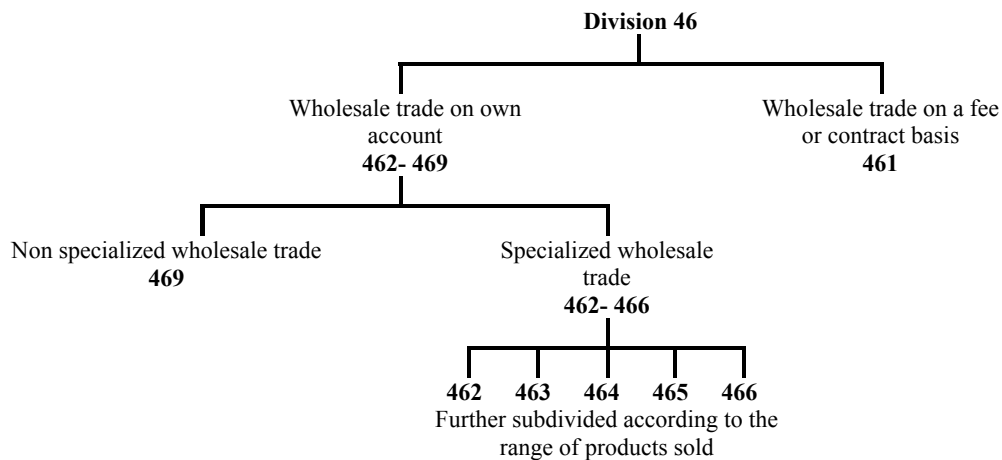 Division 46
Wholesale trade on own
account
462- 469
Wholesale trade on a fee
or contract basis
461
Non specialized wholesale trade
469
Specialized wholesale
trade
462- 466
462 463 464 465 466
Further subdivided according to the
range of products sold